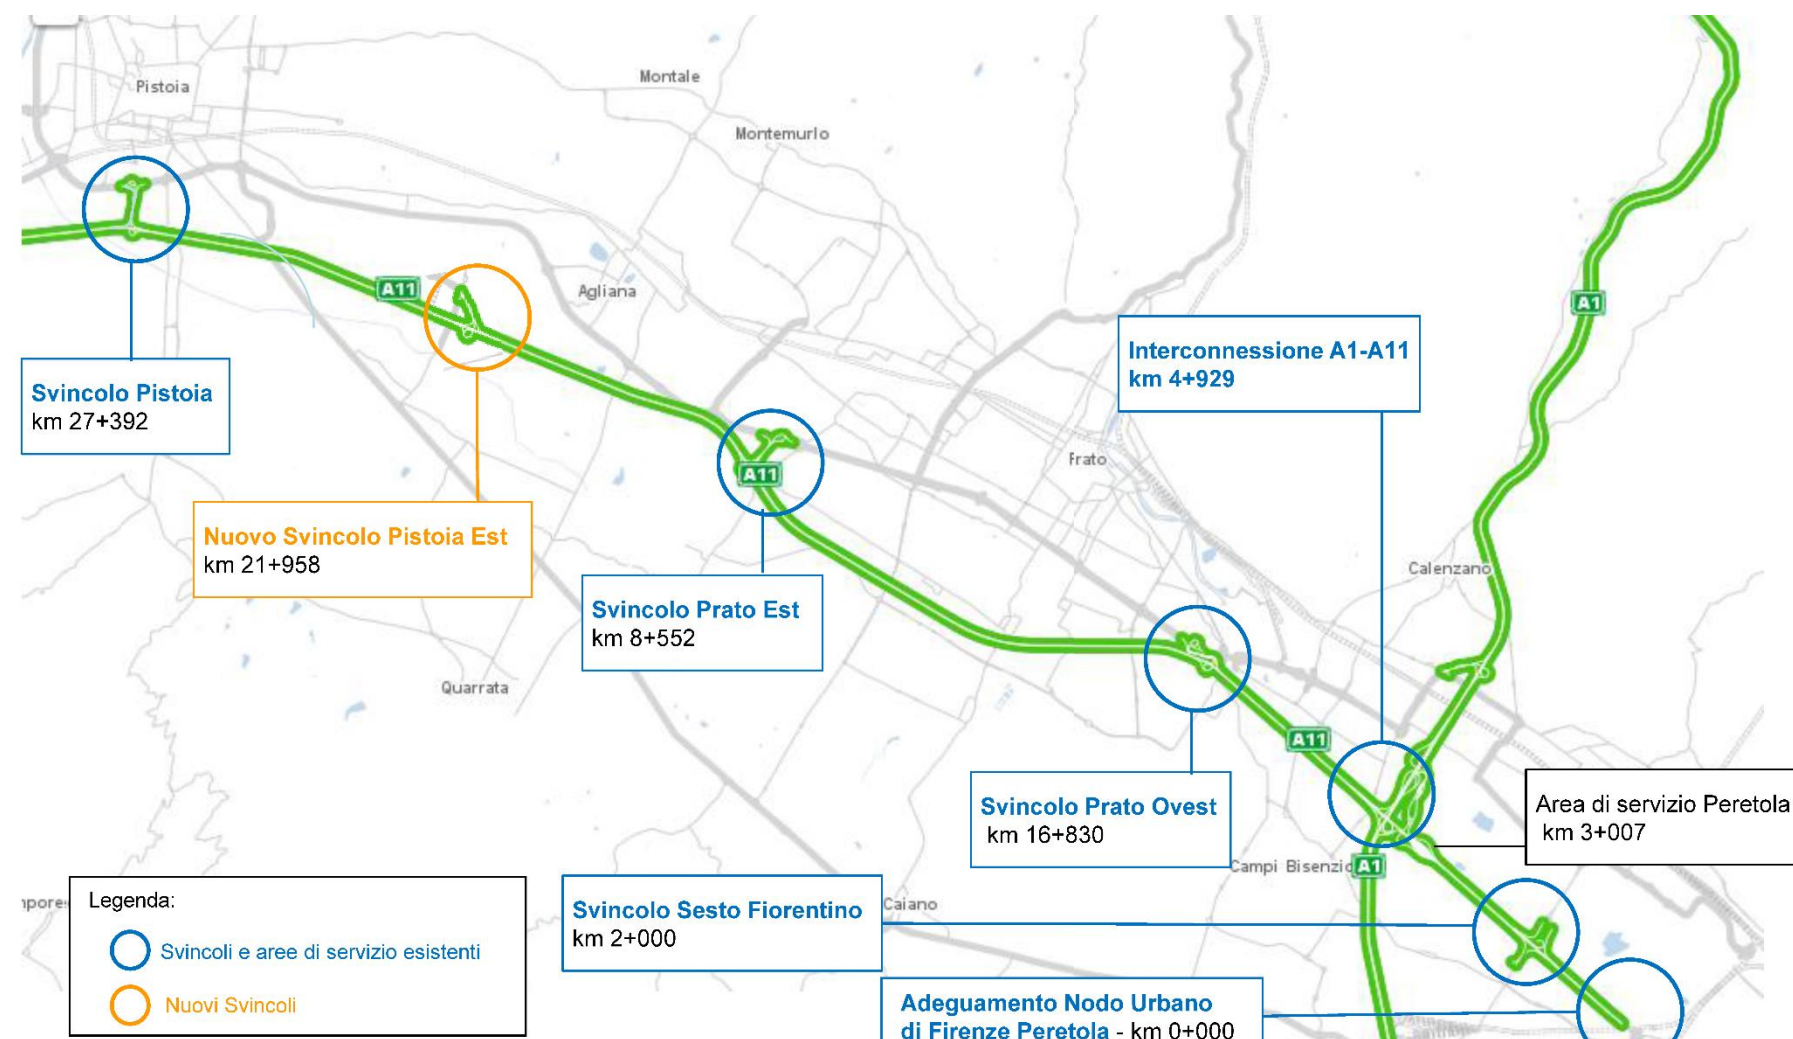 Pistoia
Montale
Montemurlo
A11
Agliana
A1
Interconnessione A1-A11
km 4+929
Svincolo Pistoia
km 27+392
A11
Prato
Nuovo Svincolo Pistoia Est
km 21+958
Calenzano
Svincolo Prato Est
km 8+552
Quarrata
A11
Svincolo Prato Ovest
km 16+830
Area di servizio Peretola
km 3+007
Campi Bisenzio
A1
Legenda:
Svincoli e aree di servizio esistenti
Nuovi Svincoli
Caiano
Svincolo Sesto Fiorentino
km 2+000
Adeguamento Nodo Urbano
di Firenze Peretola - km 0+000